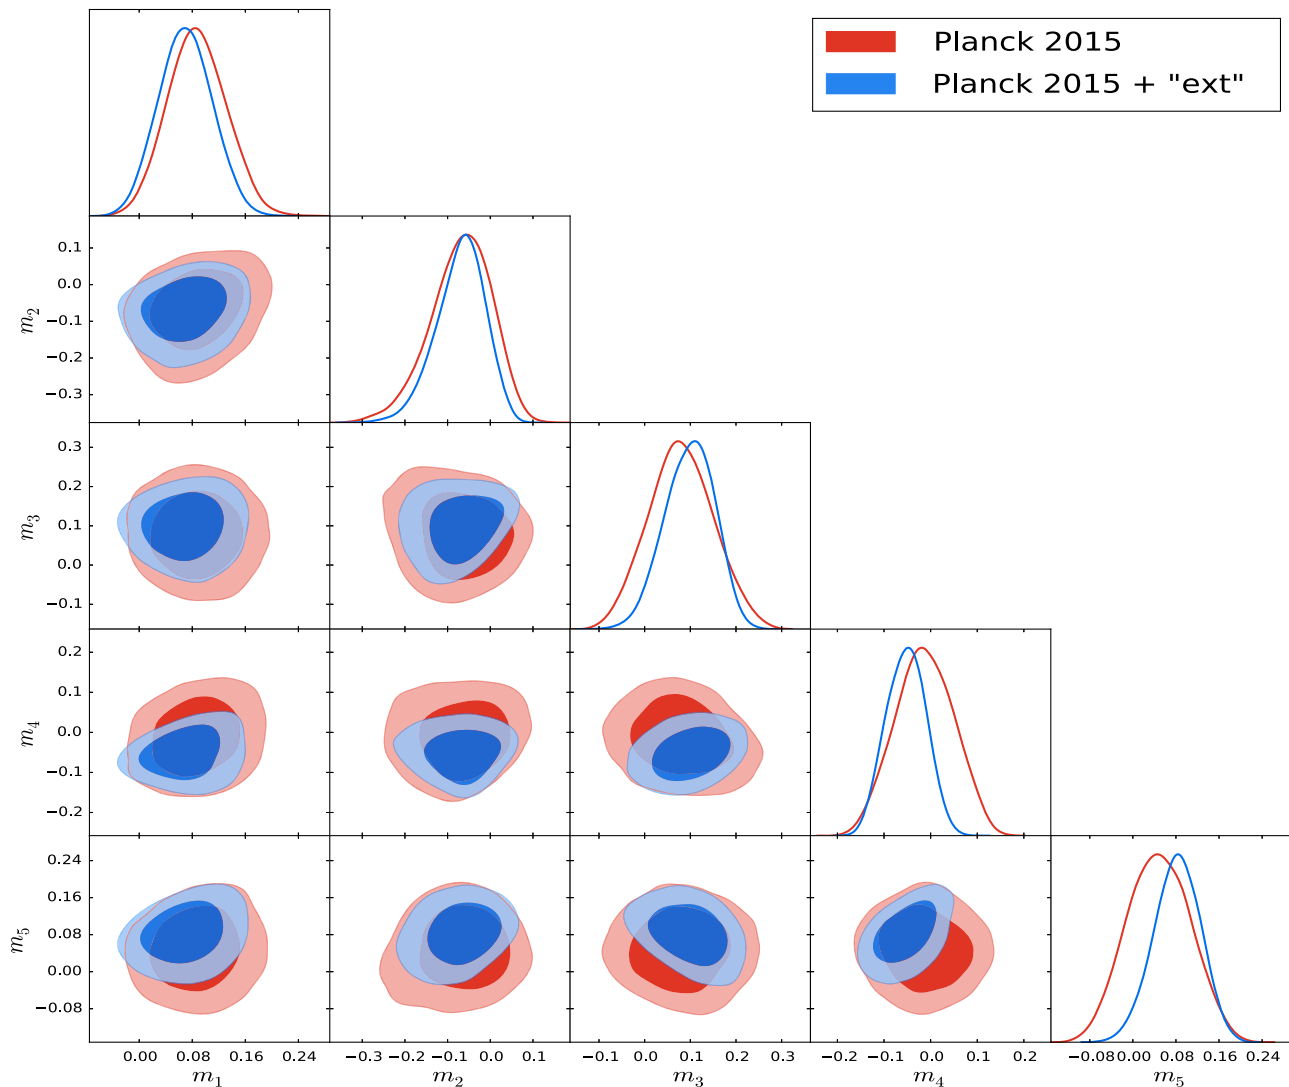 Planck 2015
Planck 2015 + "ext"
0.1
0.0
−0.1
−0.2
−0.3
m2
0.3
0.2
0.1
0.0
−0.1
m3
0.2
0.1
0.0
−0.1
−0.2
m4
0.24
0.16
0.08
0.00
−0.08
m5
0.00 0.08 0.16 0.24
−0.3 −0.2 −0.1 0.0 0.1
−0.1 0.0 0.1 0.2 0.3
−0.2 −0.1 0.0 0.1 0.2
−0.08 0.00 0.08 0.16 0.24
m1 m2 m3 m4 m5